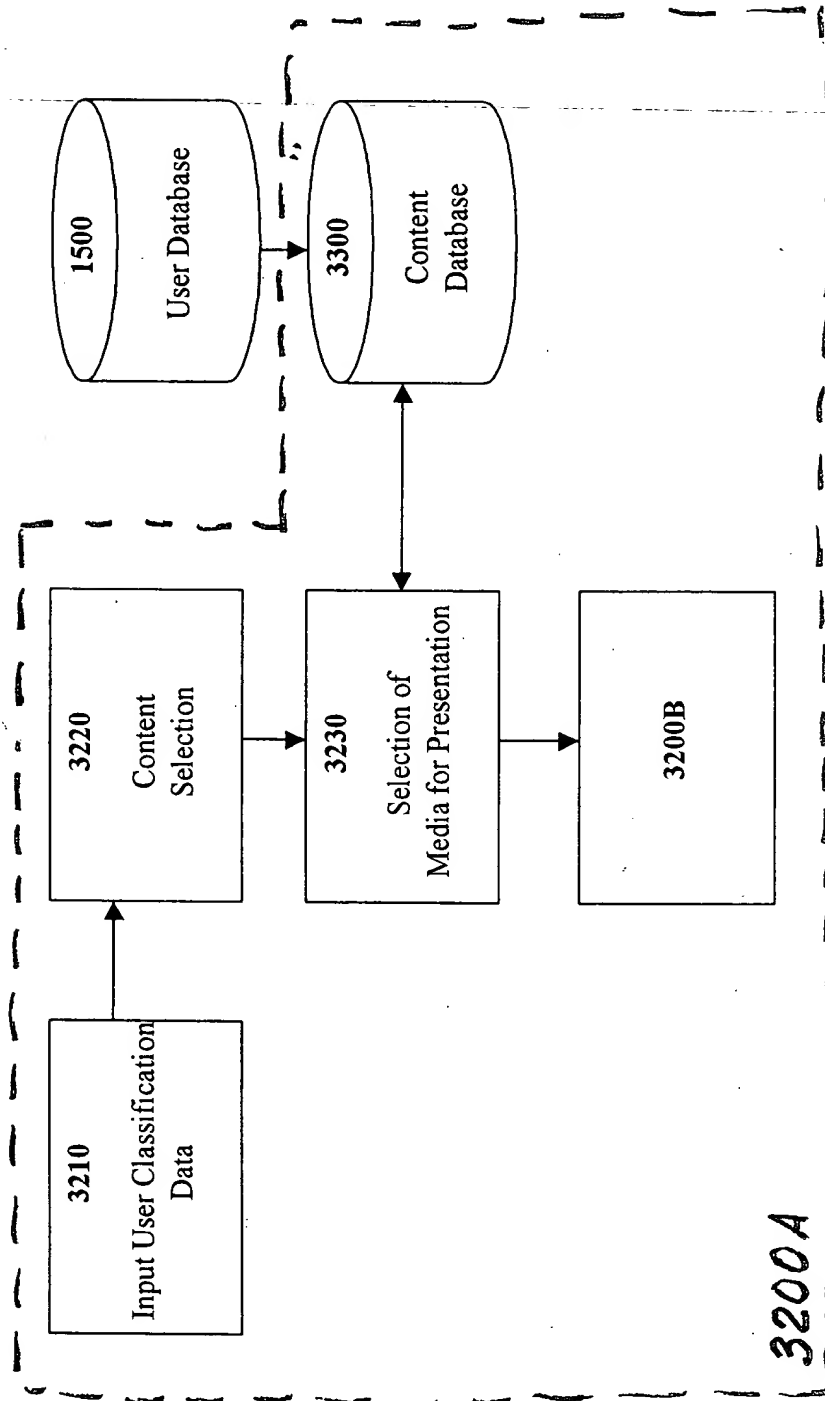 3210
Input User Classification
Data
3220
Content
Selection
3230
Selection of
Media for Presentation
3200B
1500
User Database
3300
Content
Database
3200A